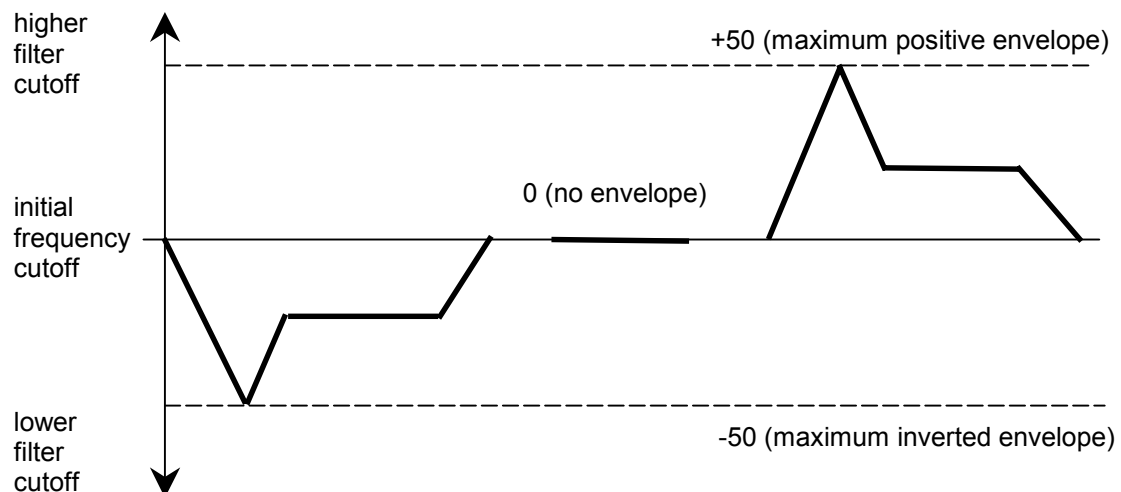 higher
filter
cutoff
+50 (maximum positive envelope)
0 (no envelope)
initial
frequency
cutoff
lower
filter
cutoff
-50 (maximum inverted envelope)